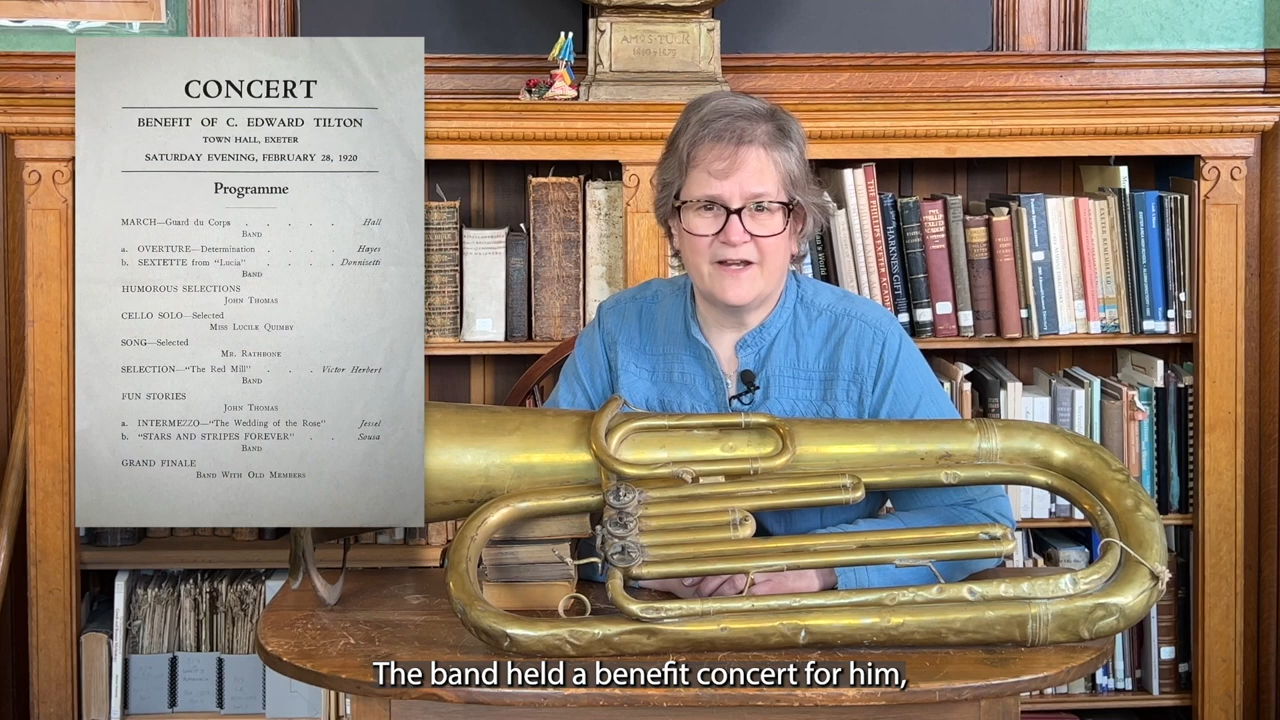 AMOS TUCK
1810-1879
CONCERT
BENEFIT OF C. EDWARD TILTON
TOWN HALL, EXETER
SATURDAY EVENING, FEBRUARY 28, 1920
Programme
MARCH—Guard du Corps . . . . Hall
BAND
a. OVERTURE—Determination . . . . Hayes
b. SEXTETTE from "Lucia" . . . . Donnisetti
BAND
HUMOROUS SELECTIONS
JOHN THOMAS
CELLO SOLO—Selected
MISS LUCILE QUIMBY
SONG—Selected
MR. RATHBONE
SELECTION—"The Red Mill" . . . Victor Herbert
BAND
FUN STORIES
JOHN THOMAS
a. INTERMEZZO—"The Wedding of the Rose" Jessel
b. "STARS AND STRIPES FOREVER" . . Sousa
BAND
GRAND FINALE
BAND WITH OLD MEMBERS
The band held a benefit concert for him,